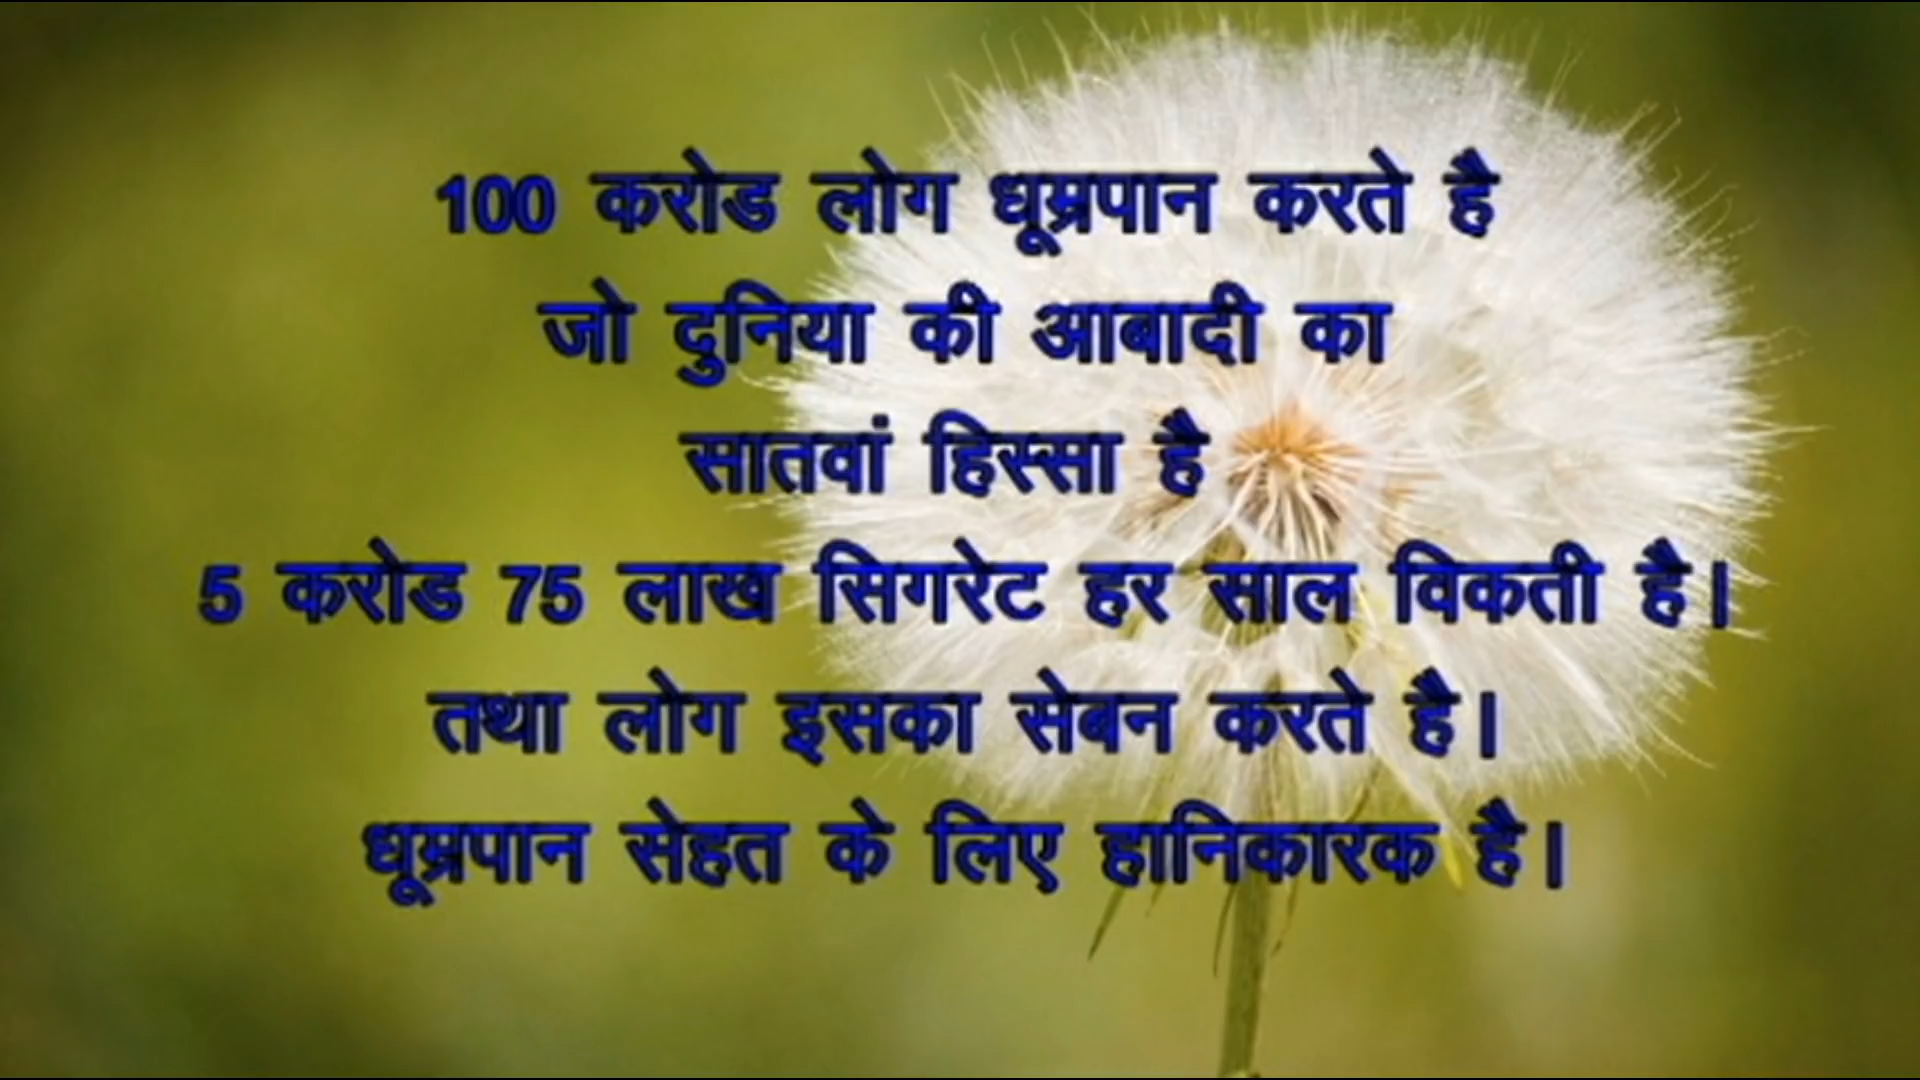 100 करोड लोग धूम्रपान करते है
जो दुनिया की आबादी का
सातवां हिस्सा है
5 करोड 75 लाख सिगरेट हर साल विकती है।
तथा लोग इसका सेबन करते है।
धूम्रपान सेहत के लिए हानिकारक है।